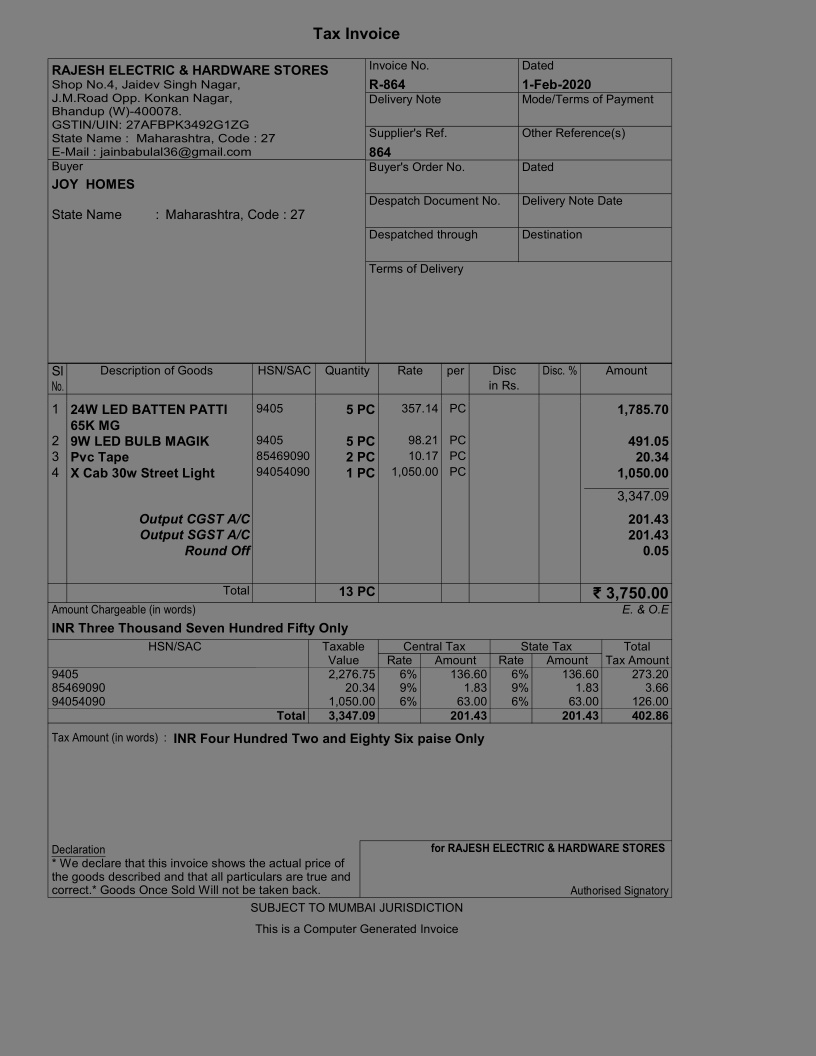 Tax Invoice
RAJESH ELECTRIC & HARDWARE STORES
Shop No.4, Jaidev Singh Nagar,
J.M.Road Opp. Konkan Nagar,
Bhandup (W)-400078.
GSTIN/UIN: 27AFBPK3492G1ZG
State Name : Maharashtra, Code : 27
E-Mail : jainbabulal36@gmail.com
Invoice No. Dated
R-864 1-Feb-2020
Delivery Note Mode/Terms of Payment
Supplier's Ref. Other Reference(s)
864
Buyer
JOY HOMES
State Name : Maharashtra, Code : 27
Buyer's Order No. Dated
Despatch Document No. Delivery Note Date
Despatched through Destination
Terms of Delivery
Sl Description of Goods HSN/SAC Quantity Rate per Disc Disc. % Amount
No. in Rs.
1 24W LED BATTEN PATTI 9405 5 PC 357.14 PC 1,785.70
65K MG
2 9W LED BULB MAGIK 9405 5 PC 98.21 PC 491.05
3 Pvc Tape 85469090 2 PC 10.17 PC 20.34
4 X Cab 30w Street Light 94054090 1 PC 1,050.00 PC 1,050.00
3,347.09
Output CGST A/C 201.43
Output SGST A/C 201.43
Round Off 0.05
Total 13 PC ₹ 3,750.00
Amount Chargeable (in words) E. & O.E
INR Three Thousand Seven Hundred Fifty Only
HSN/SAC Taxable Central Tax State Tax Total
Value Rate Amount Rate Amount Tax Amount
9405 2,276.75 6% 136.60 6% 136.60 273.20
85469090 20.34 9% 1.83 9% 1.83 3.66
94054090 1,050.00 6% 63.00 6% 63.00 126.00
Total 3,347.09 201.43 201.43 402.86
Tax Amount (in words) : INR Four Hundred Two and Eighty Six paise Only
Declaration
* We declare that this invoice shows the actual price of
the goods described and that all particulars are true and
correct.* Goods Once Sold Will not be taken back.
for RAJESH ELECTRIC & HARDWARE STORES
Authorised Signatory
SUBJECT TO MUMBAI JURISDICTION
This is a Computer Generated Invoice